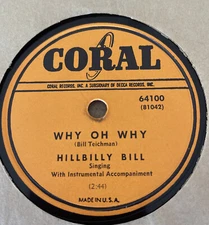 CORAL
CORAL RECORDS, INC. A SUBSIDIARY OF DECCA RECORDS, INC.
64100
(81042)
WHY OH WHY
(Bill Teichman)
HILLBILLY BILL
Singing
With Instrumental Accompaniment
(2:44)
MADE IN U.S.A.